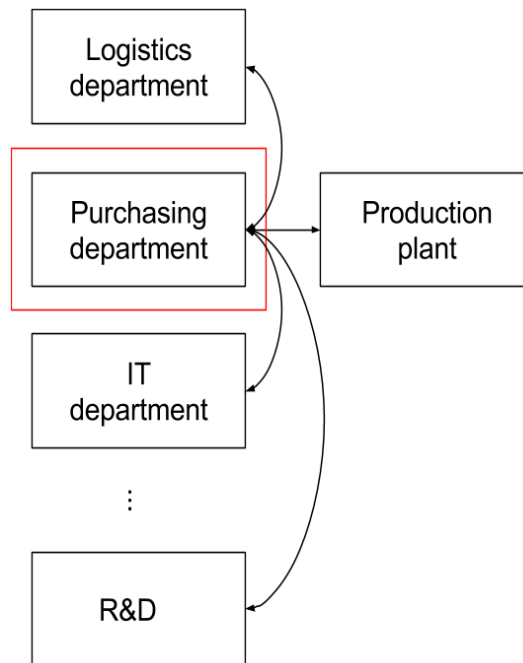 Logistics
department
Purchasing
department
Production
plant
IT
department
...
R&D